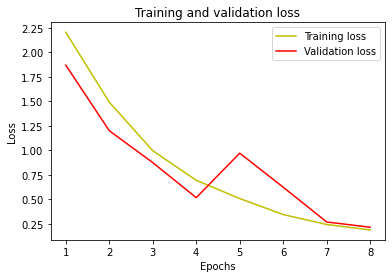 Training and validation loss
Training loss
Validation loss
2.25
2.00
1.75
1.50
1.25
1.00
0.75
0.50
0.25
Loss
1 2 3 4 5 6 7 8
Epochs